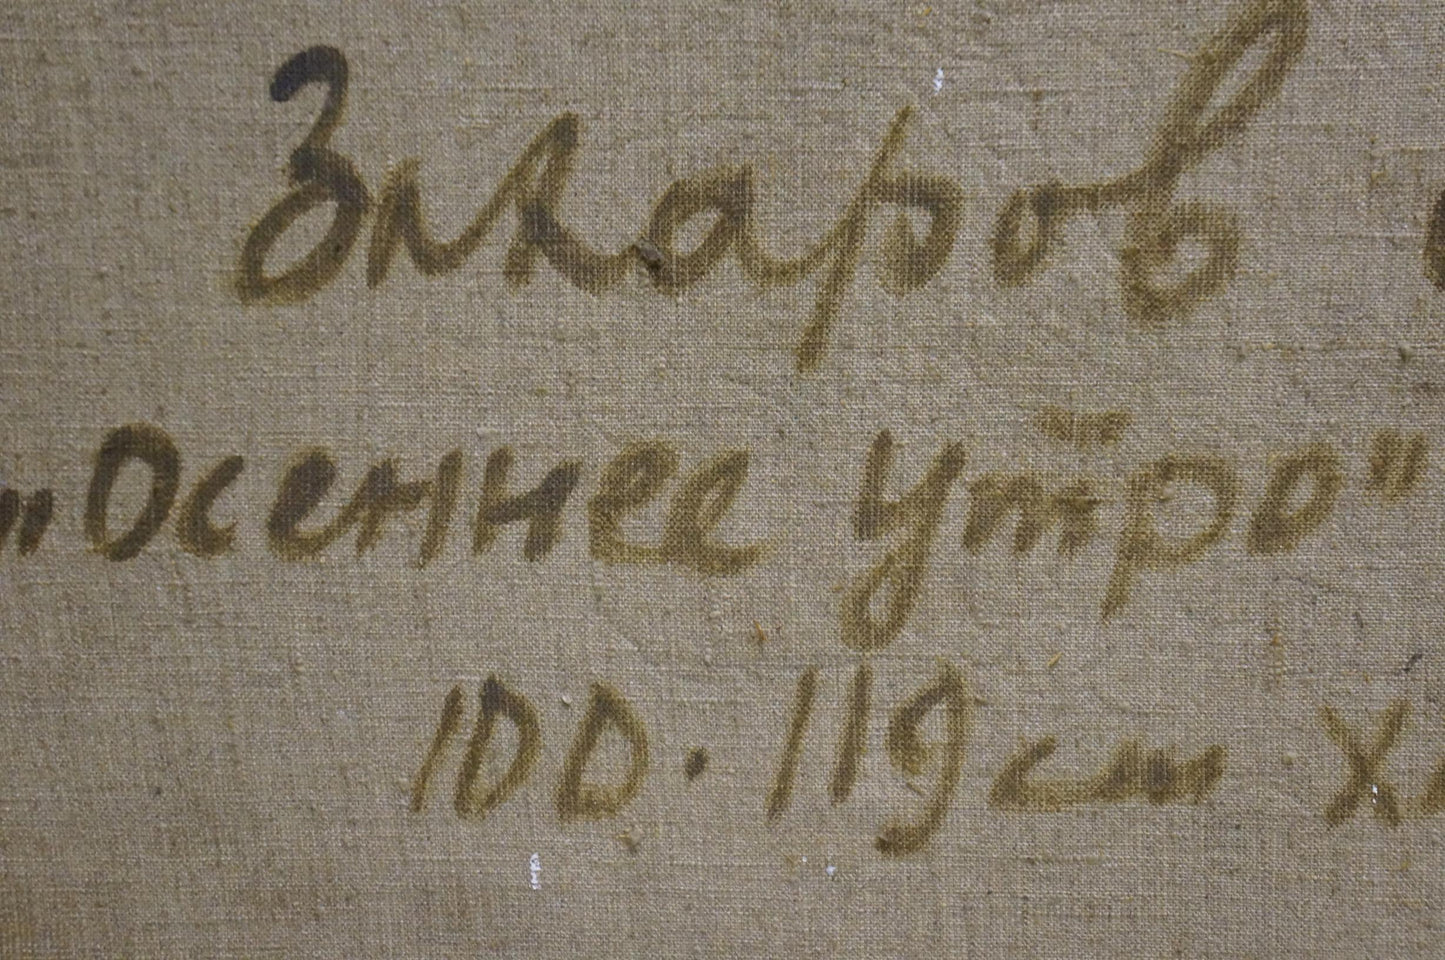 Захаров
"Осеннее утро"
100·119 см х